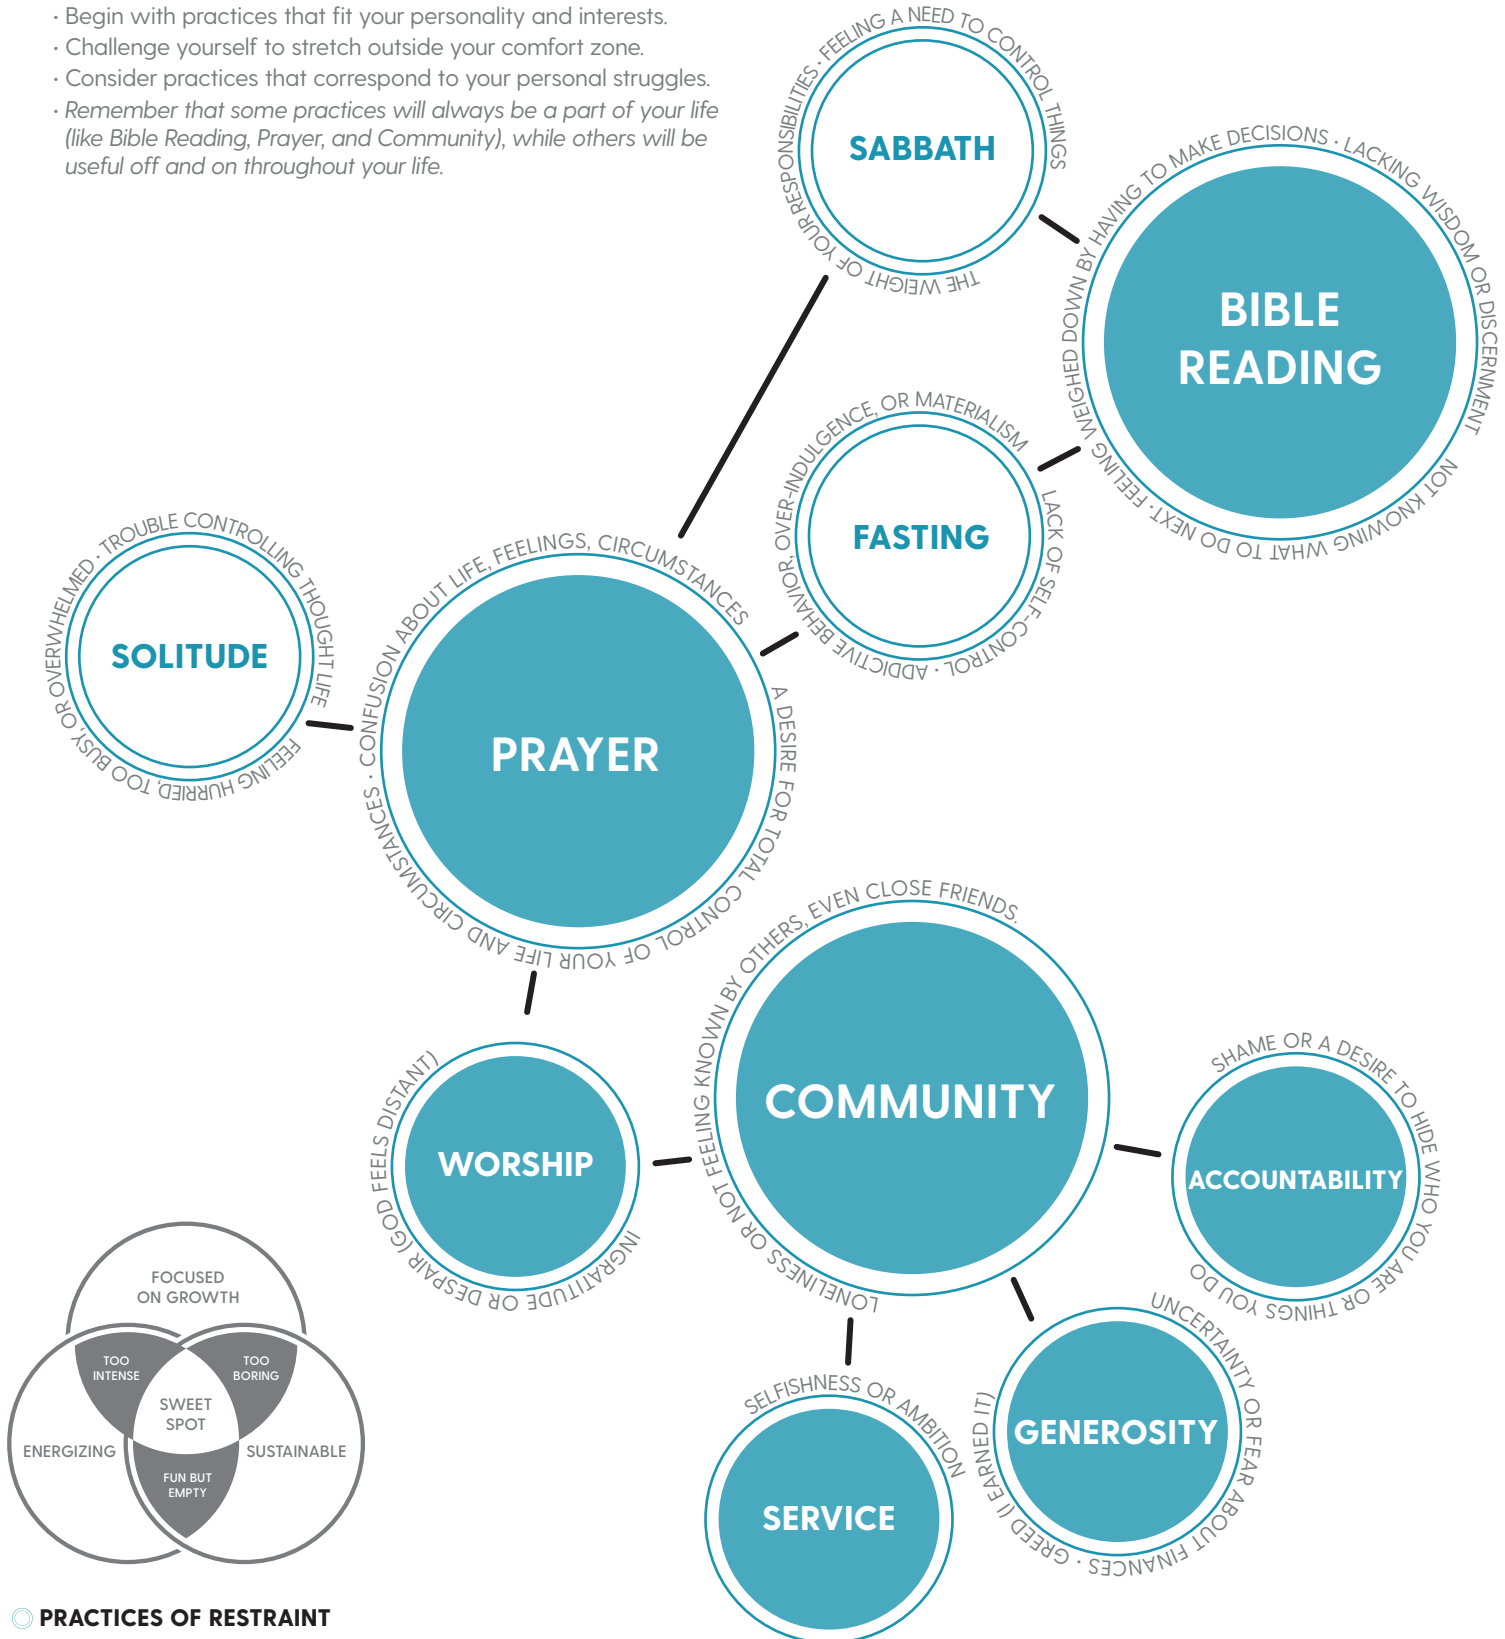 · Begin with practices that fit your personality and interests.
· Challenge yourself to stretch outside your comfort zone.
· Consider practices that correspond to your personal struggles.
· Remember that some practices will always be a part of your life
(like Bible Reading, Prayer, and Community), while others will be
useful off and on throughout your life.
THE WEIGHT OF YOUR RESPONSIBILITIES · FEELING A NEED TO CONTROL THINGS
SABBATH
NOT KNOWING WHAT TO DO NEXT · FEELING WEIGHED DOWN BY HAVING TO MAKE DECISIONS · LACKING WISDOM OR DISCERNMENT
BIBLE
READING
LACK OF SELF-CONTROL · ADDICTIVE BEHAVIOR, OVER-INDULGENCE, OR MATERIALISM
FASTING
FEELING HURRIED, TOO BUSY, OR OVERWHELMED · TROUBLE CONTROLLING THOUGHT LIFE
SOLITUDE
A DESIRE FOR TOTAL CONTROL OF YOUR LIFE AND CIRCUMSTANCES · CONFUSION ABOUT LIFE, FEELINGS, CIRCUMSTANCES
PRAYER
LONELINESS OR NOT FEELING KNOWN BY OTHERS, EVEN CLOSE FRIENDS.
COMMUNITY
INGRATITUDE OR DESPAIR (GOD FEELS DISTANT)
WORSHIP
SHAME OR A DESIRE TO HIDE WHO YOU ARE OR THINGS YOU DO
ACCOUNTABILITY
UNCERTAINTY OR FEAR ABOUT FINANCES · GREED (I EARNED IT)
GENEROSITY
SELFISHNESS OR AMBITION
SERVICE
FOCUSED
ON GROWTH
TOO
INTENSE
TOO
BORING
SWEET
SPOT
ENERGIZING
SUSTAINABLE
FUN BUT
EMPTY
PRACTICES OF RESTRAINT